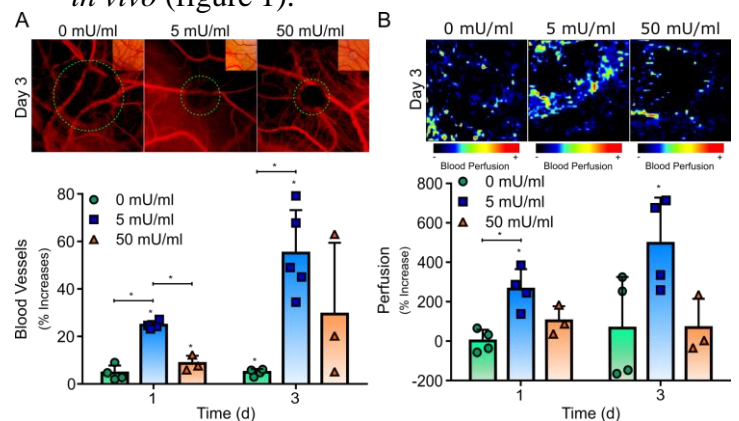 in vivo (figure 1).
A
0 mU/ml 5 mU/ml 50 mU/ml
Day 3
Blood Vessels
(% Increases)
80
60
40
20
0
0 mU/ml
5 mU/ml
50 mU/ml
* * * * * * * *
1 3
Time (d)
B
0 mU/ml 5 mU/ml 50 mU/ml
Day 3
- + - + - +
Blood Perfusion Blood Perfusion Blood Perfusion
Perfusion
(% Increase)
800
600
400
200
0
-200
0 mU/ml
5 mU/ml
50 mU/ml
* * *
1 3
Time (d)